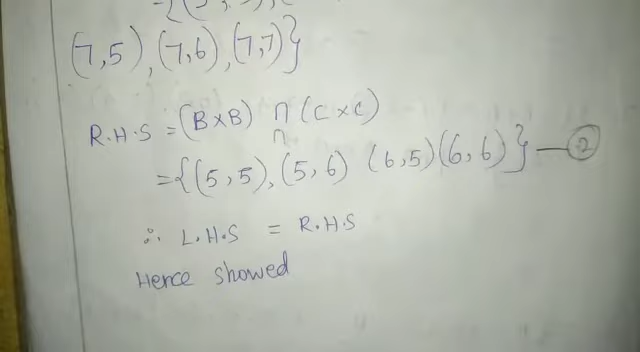 (7,5), (7,6), (7,7)}
R.H.S = (B×B) ∩ (C×C)
∩
= {(5,5), (5,6) (6,5) (6,6)} — 2
∴ L.H.S = R.H.S
Hence showed